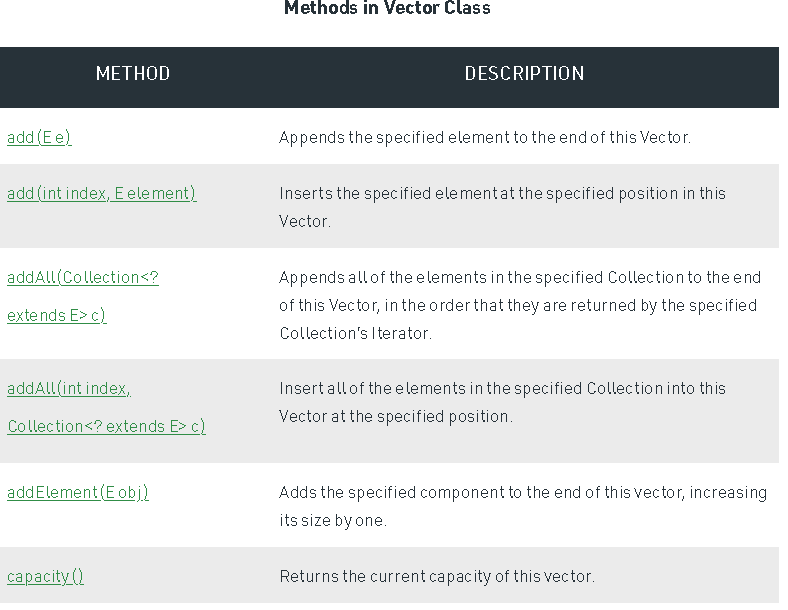 Methods in Vector Class
METHOD DESCRIPTION
add(E e) Appends the specified element to the end of this Vector.
add(int index, E element) Inserts the specified element at the specified position in this
Vector.
addAll(Collection<? Appends all of the elements in the specified Collection to the end
extends E> c) of this Vector, in the order that they are returned by the specified
Collection’s Iterator.
addAll(int index, Insert all of the elements in the specified Collection into this
Collection<? extends E> c) Vector at the specified position.
addElement(E obj) Adds the specified component to the end of this vector, increasing
its size by one.
capacity() Returns the current capacity of this vector.